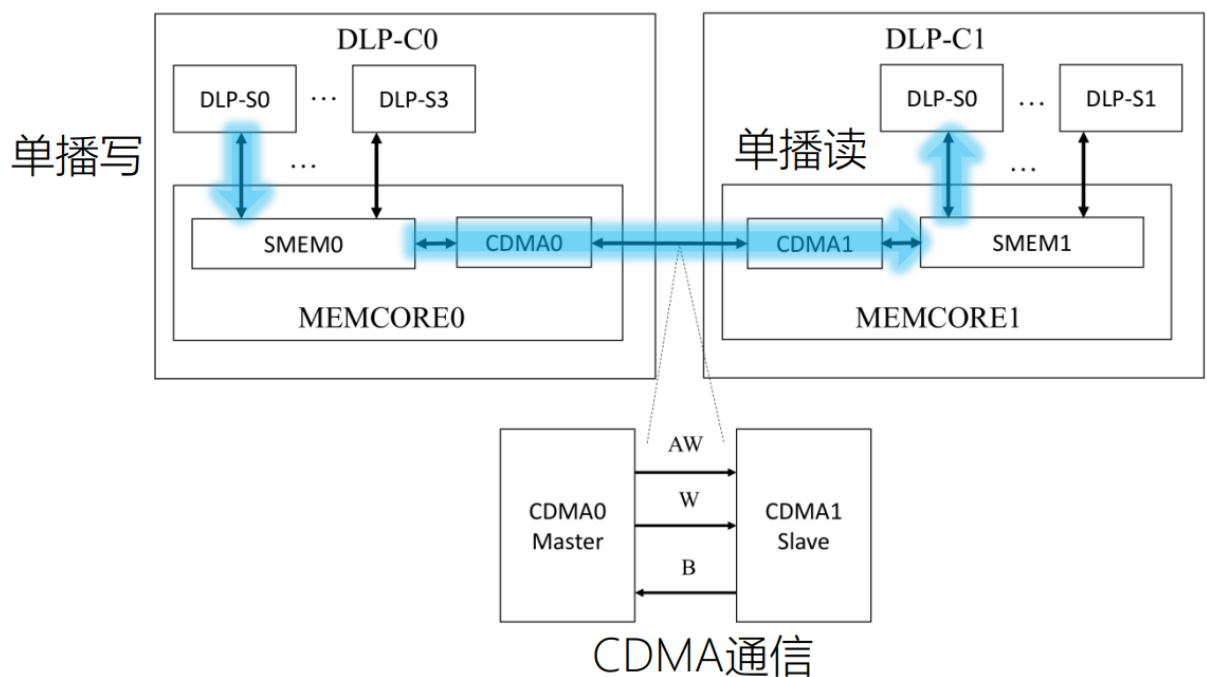 DLP-C0
DLP-S0
…
DLP-S3
单播写
…
SMEM0
CDMA0
MEMCORE0
DLP-C1
DLP-S0
…
DLP-S1
单播读
…
CDMA1
SMEM1
MEMCORE1
CDMA0
Master
AW
W
B
CDMA1
Slave
CDMA通信